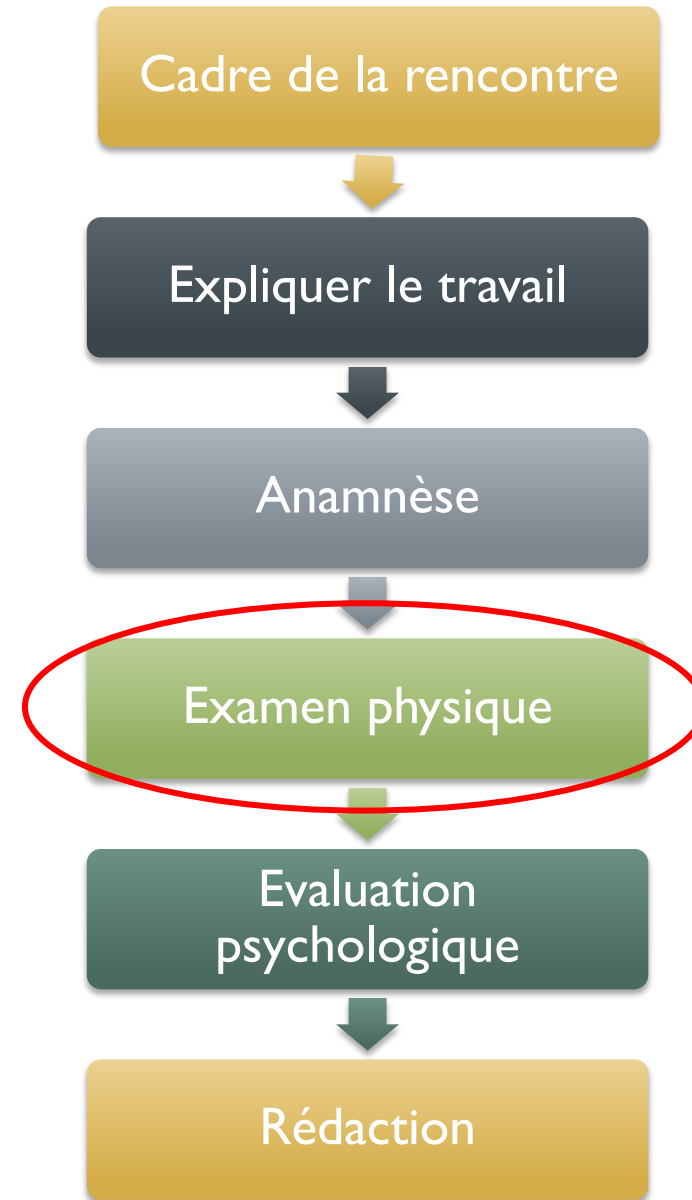 Cadre de la rencontre
Expliquer le travail
Anamnèse
Examen physique
Evaluation
psychologique
Rédaction